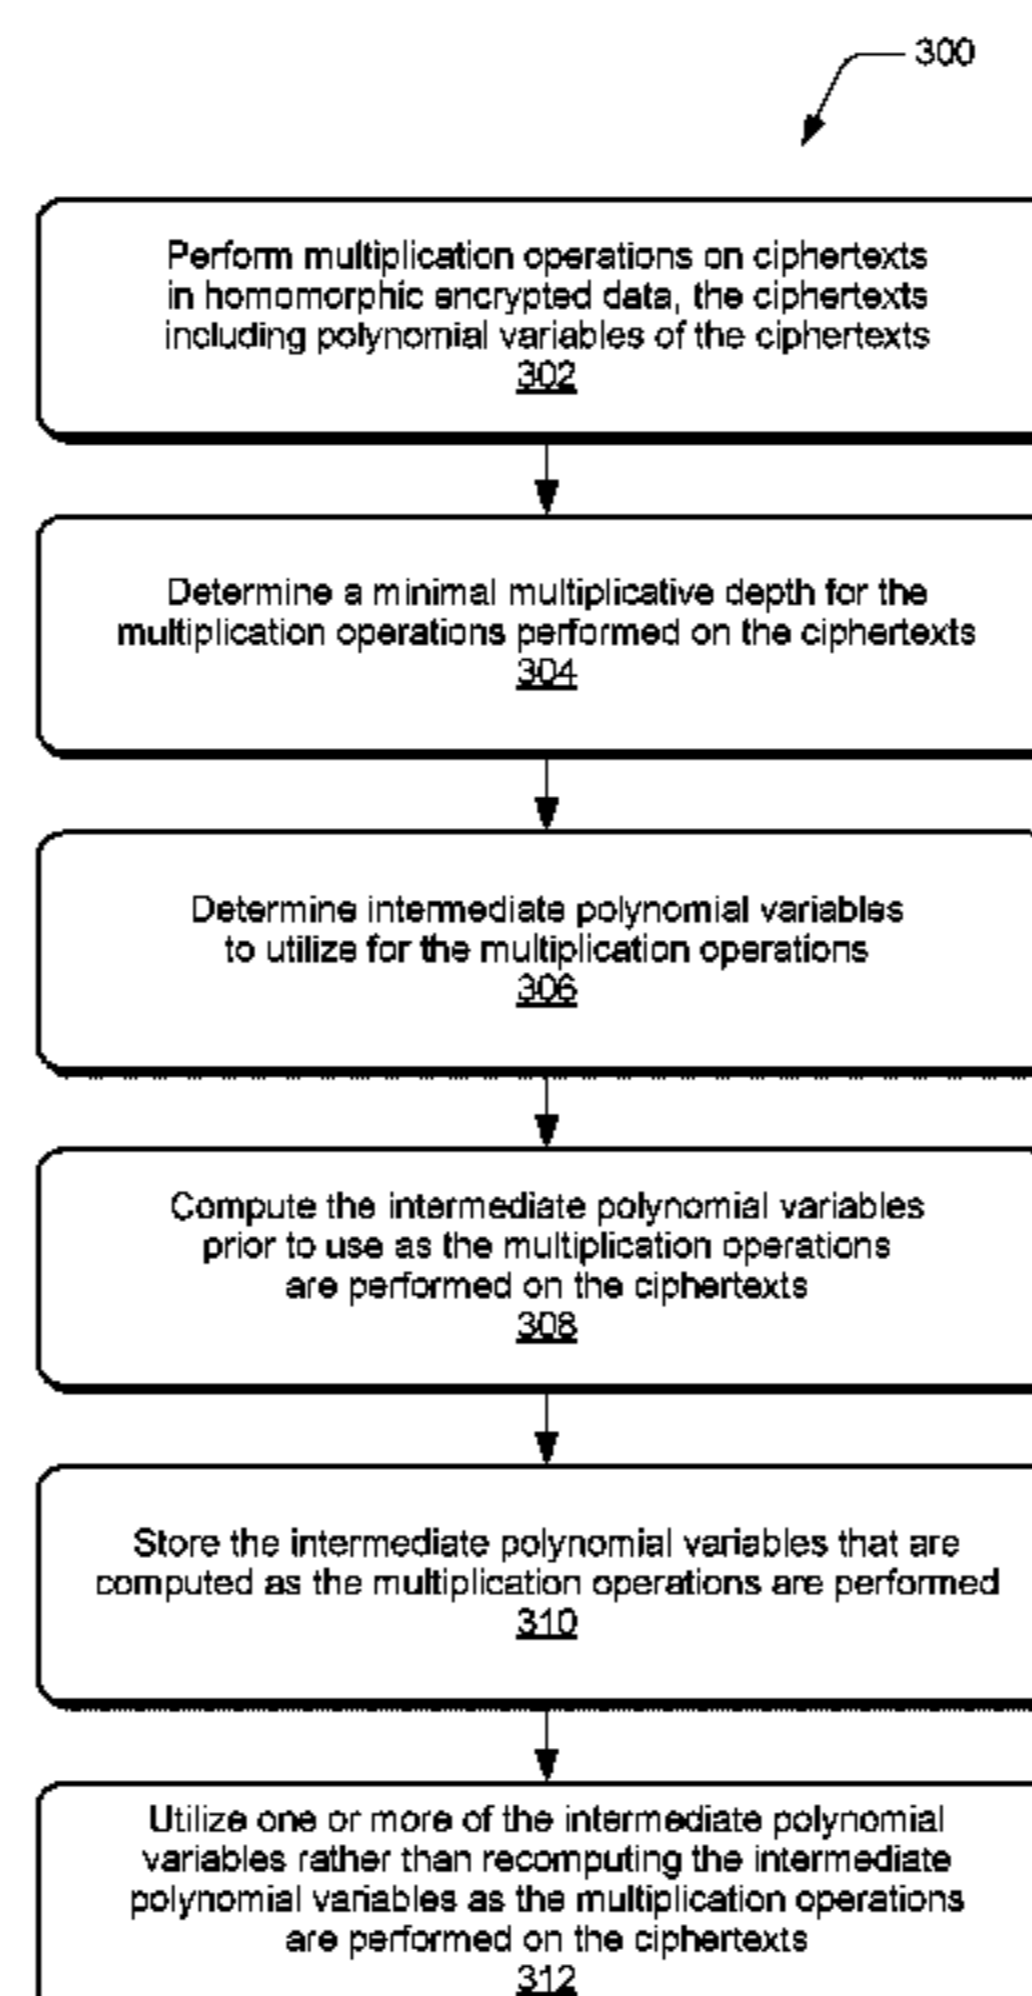 300
Perform multiplication operations on ciphertexts
in homomorphic encrypted data, the ciphertexts
including polynomial variables of the ciphertexts
302
Determine a minimal multiplicative depth for the
multiplication operations performed on the ciphertexts
304
Determine intermediate polynomial variables
to utilize for the multiplication operations
306
Compute the intermediate polynomial variables
prior to use as the multiplication operations
are performed on the ciphertexts
308
Store the intermediate polynomial variables that are
computed as the multiplication operations are performed
310
Utilize one or more of the intermediate polynomial
variables rather than recomputing the intermediate
polynomial variables as the multiplication operations
are performed on the ciphertexts
312